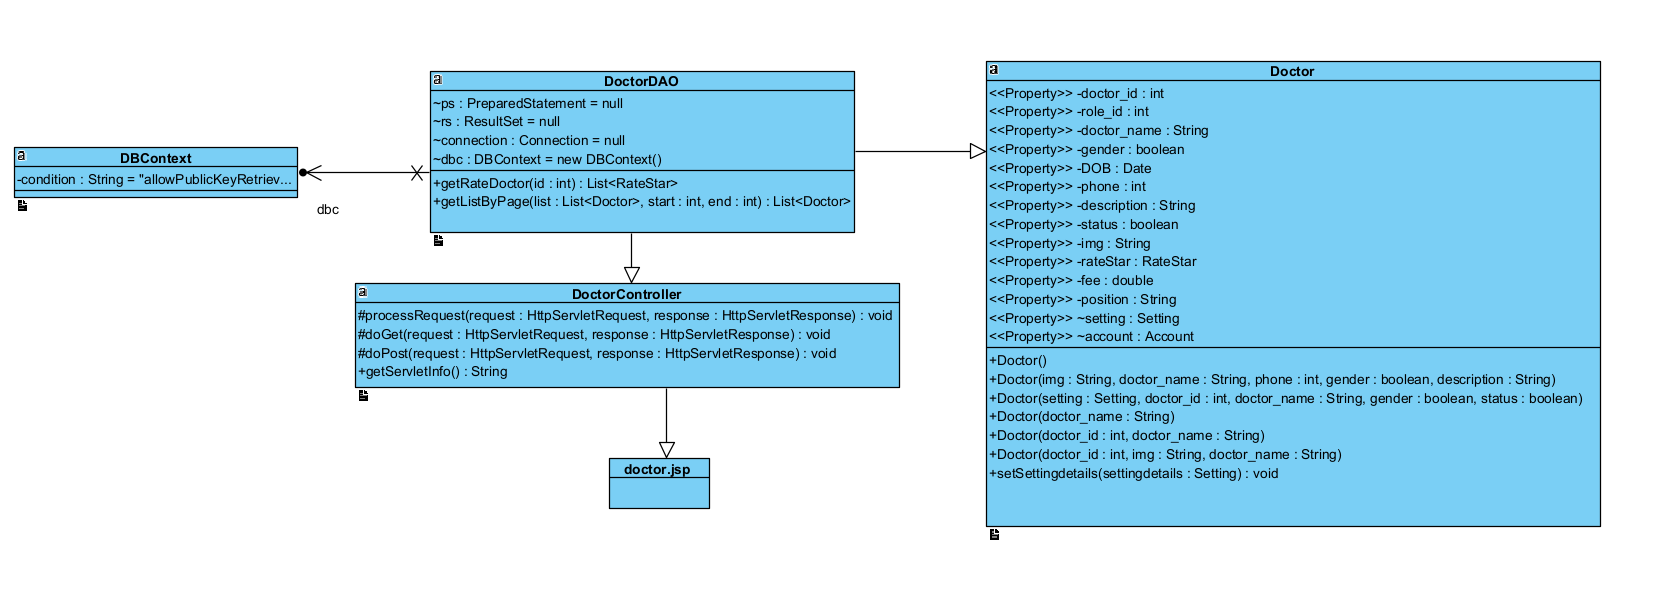 DBContext
-condition : String = "allowPublicKeyRetriev...
dbc
DoctorDAO
~ps : PreparedStatement = null
~rs : ResultSet = null
~connection : Connection = null
~dbc : DBContext = new DBContext()
+getRateDoctor(id : int) : List<RateStar>
+getListByPage(list : List<Doctor>, start : int, end : int) : List<Doctor>
DoctorController
#processRequest(request : HttpServletRequest, response : HttpServletResponse) : void
#doGet(request : HttpServletRequest, response : HttpServletResponse) : void
#doPost(request : HttpServletRequest, response : HttpServletResponse) : void
+getServletInfo() : String
doctor.jsp
Doctor
<<Property>> -doctor_id : int
<<Property>> -role_id : int
<<Property>> -doctor_name : String
<<Property>> -gender : boolean
<<Property>> -DOB : Date
<<Property>> -phone : int
<<Property>> -description : String
<<Property>> -status : boolean
<<Property>> -img : String
<<Property>> -rateStar : RateStar
<<Property>> -fee : double
<<Property>> -position : String
<<Property>> ~setting : Setting
<<Property>> ~account : Account
+Doctor()
+Doctor(img : String, doctor_name : String, phone : int, gender : boolean, description : String)
+Doctor(setting : Setting, doctor_id : int, doctor_name : String, gender : boolean, status : boolean)
+Doctor(doctor_name : String)
+Doctor(doctor_id : int, doctor_name : String)
+Doctor(doctor_id : int, img : String, doctor_name : String)
+setSettingdetails(settingdetails : Setting) : void